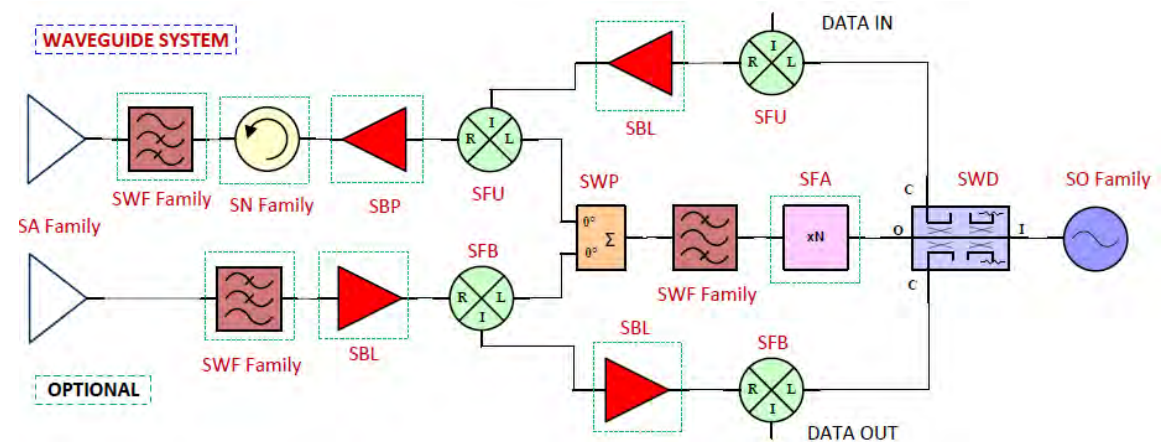 WAVEGUIDE SYSTEM
DATA IN
I
R L
SFU
SBL
I
R L
SFU
SBP
SN Family
SWF Family
SA Family
SWP
0°
0° Σ
SWF Family
SFA
xN
SWD
C
O I
C
SO Family
SFB
R L
I
SBL
SWF Family
SBL
SFB
R L
I
DATA OUT
OPTIONAL